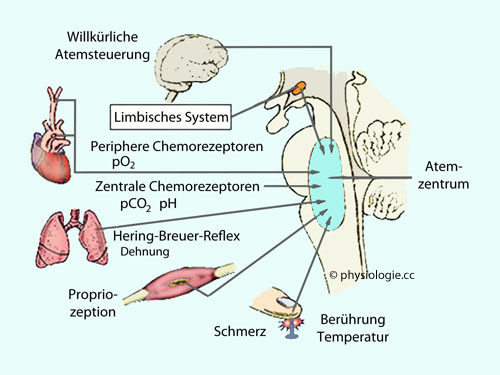 Willkürliche
Atemsteuerung
Limbisches System
Periphere Chemorezeptoren
pO₂
Zentrale Chemorezeptoren
pCO₂ pH
Atem-
zentrum
Hering-Breuer-Reflex
Dehnung
© physiologie.cc
Proprio-
zeption
Schmerz
Berührung
Temperatur